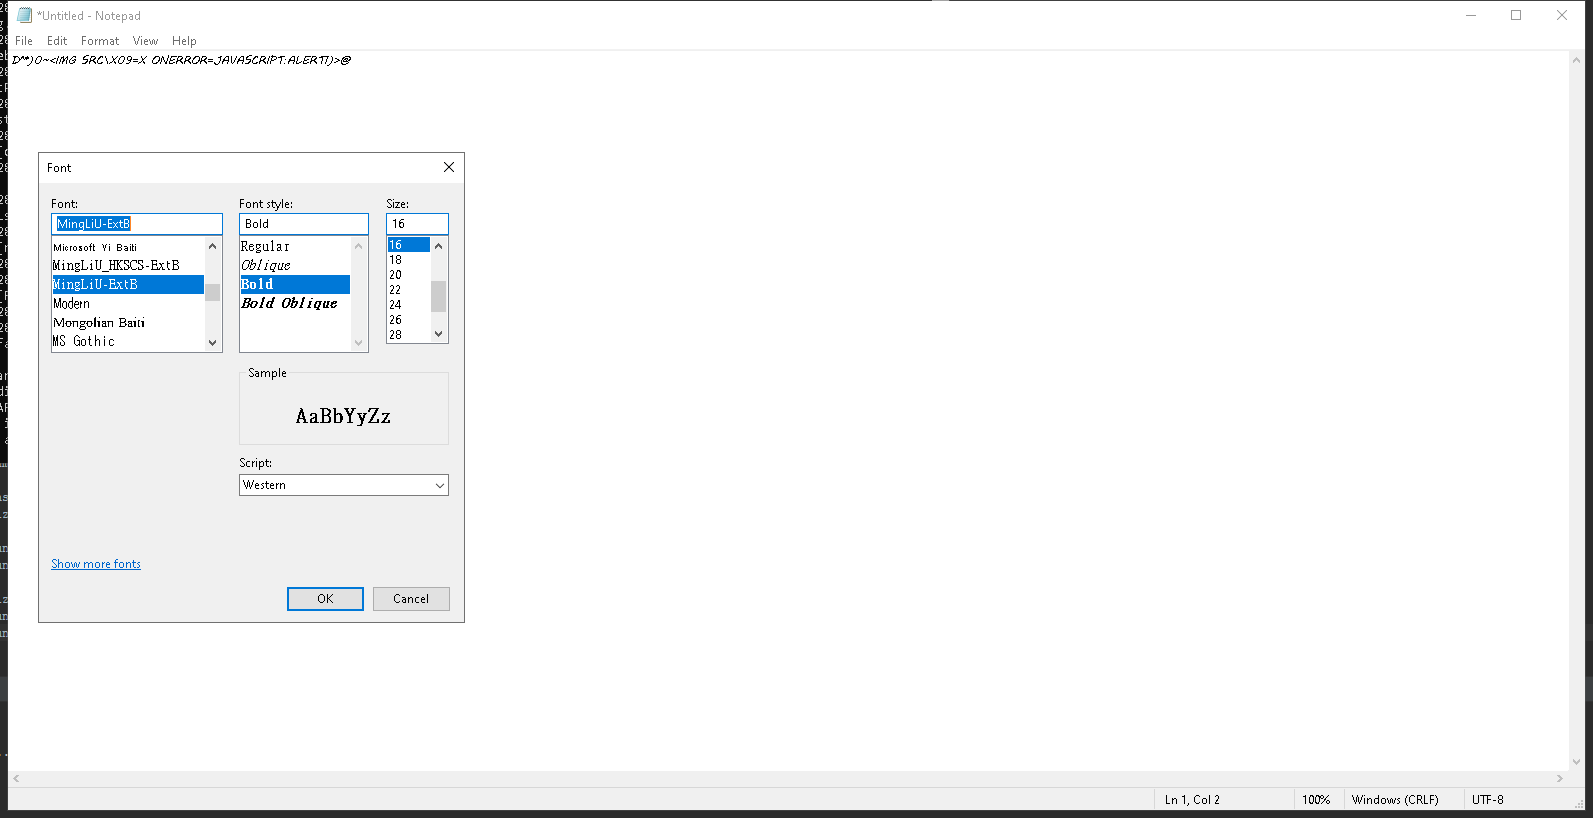 *Untitled - Notepad
File Edit Format View Help
D^*)O~<IMG SRC\X09=X ONERROR=JAVASCRIPT:ALERT1)>@
Font
Font: Font style: Size:
MingLiU-ExtB Bold 16
Microsoft Yi Baiti Regular 16
MingLiU_HKSCS-ExtB Oblique 18
MingLiU-ExtB Bold 20
Modern Bold Oblique 22
Mongolian Baiti 24
MS Gothic 26
28
Sample
AaBbYyZz
Script:
Western
Show more fonts
OK Cancel
Ln 1, Col 2 100% Windows (CRLF) UTF-8